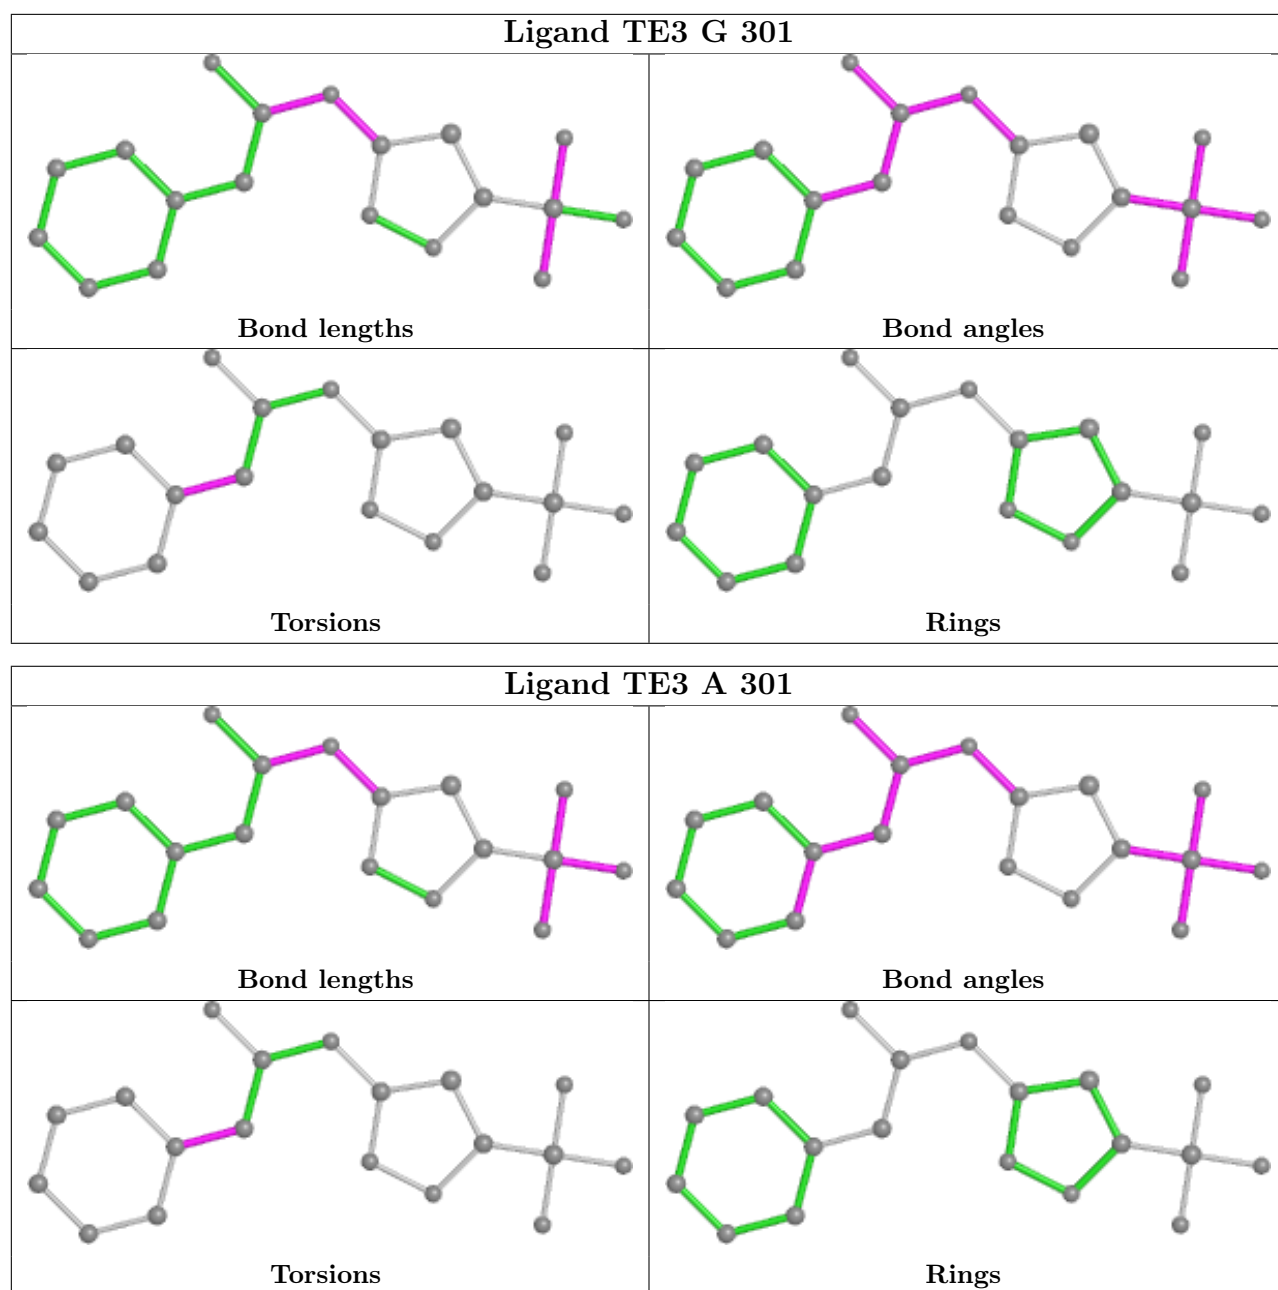 Ligand TE3 G 301
Bond lengths
Bond angles
Torsions
Rings
Ligand TE3 A 301
Bond lengths
Bond angles
Torsions
Rings